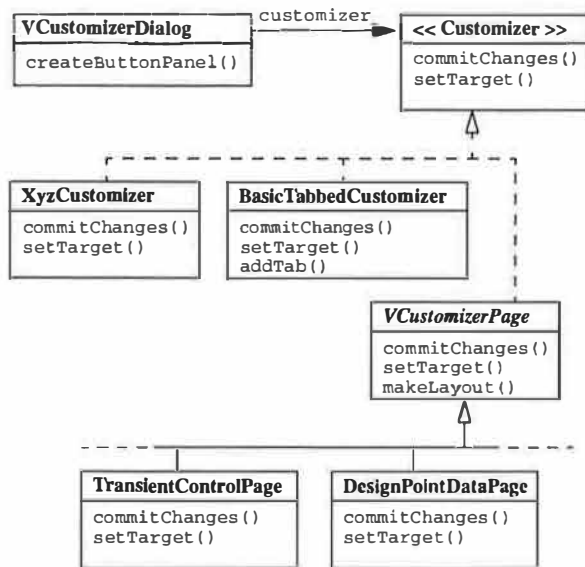 VCustomizerDialog
createButtonPanel()
customizer
<< Customizer >>
commitChanges()
setTarget()
XyzCustomizer
commitChanges()
setTarget()
BasicTabbedCustomizer
commitChanges()
setTarget()
addTab()
VCustomizerPage
commitChanges()
setTarget()
makeLayout()
TransientControlPage
commitChanges()
setTarget()
DesignPointDataPage
commitChanges()
setTarget()